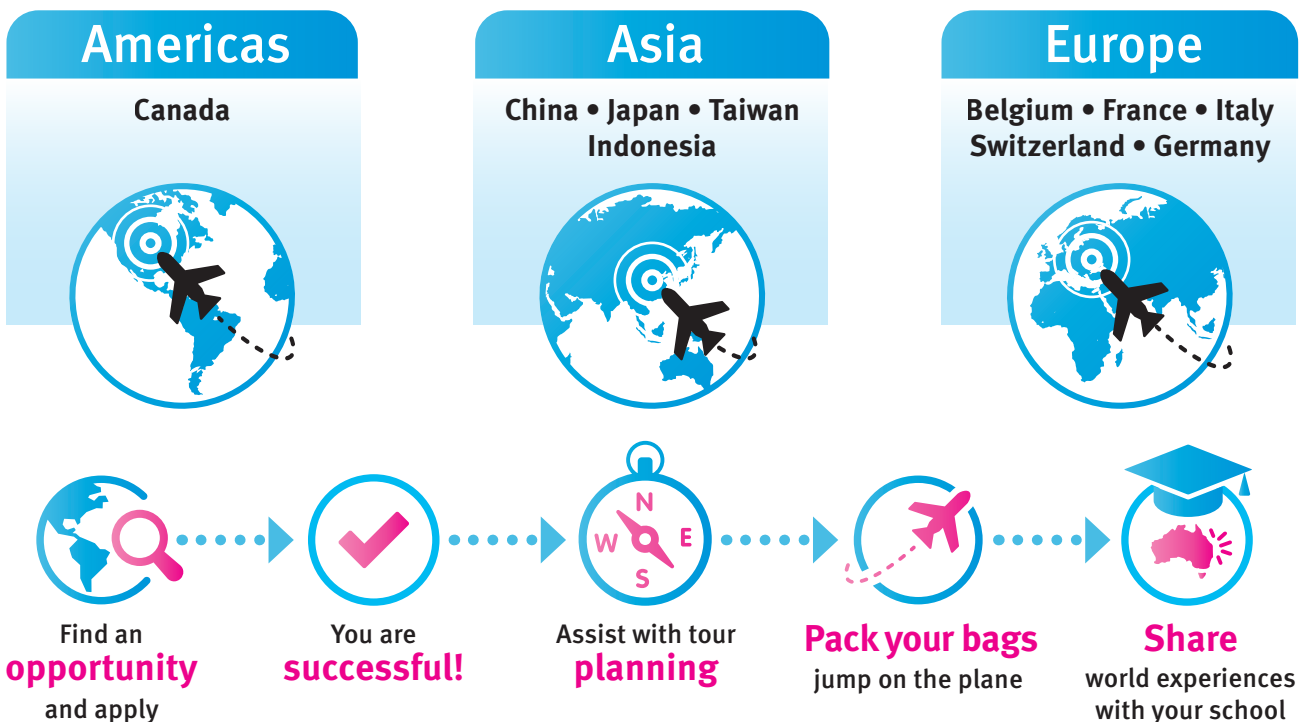 Americas
Canada
Asia
China • Japan • Taiwan
Indonesia
Europe
Belgium • France • Italy
Switzerland • Germany
Find an
opportunity
and apply
You are
successful!
N
W E
S
Assist with tour
planning
Pack your bags
jump on the plane
Share
world experiences
with your school